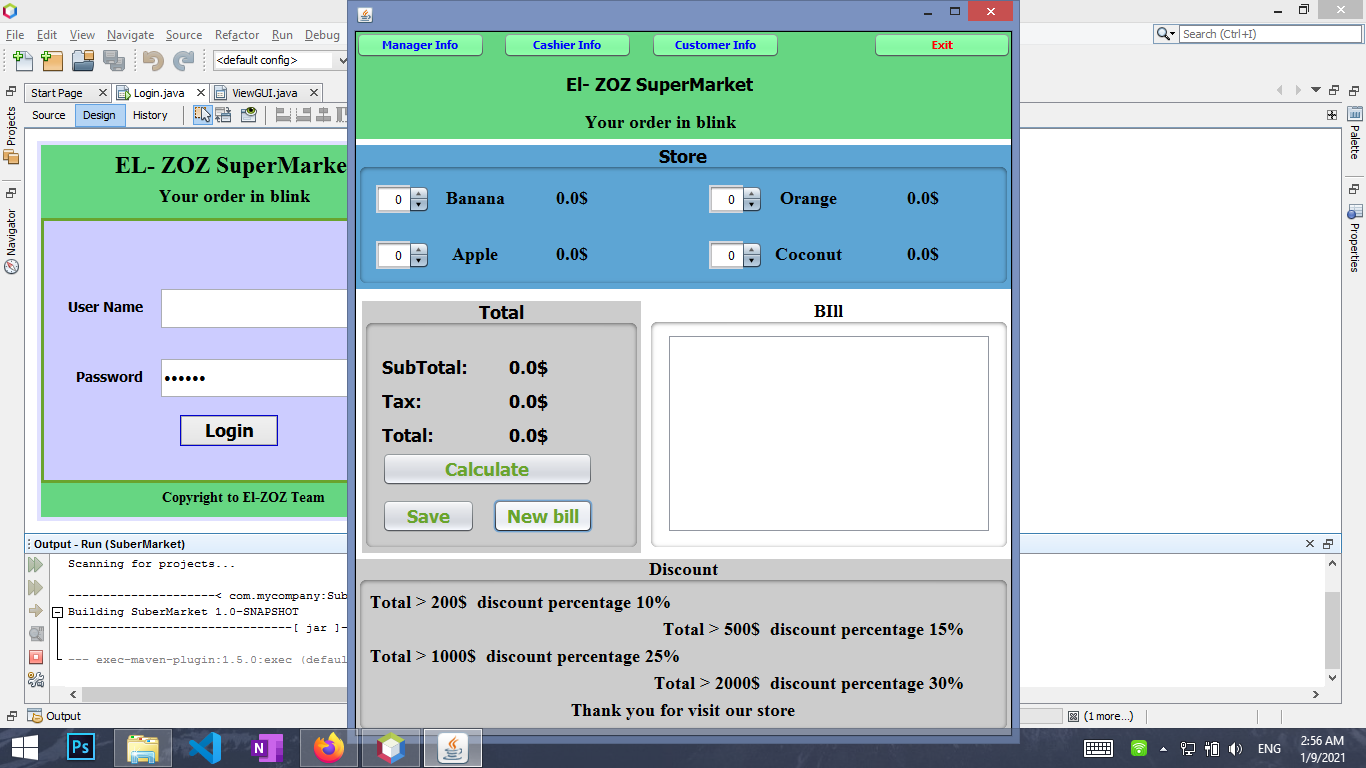 File Edit View Navigate Source Refactor Run Debug
Search (Ctrl+I)
<default config>
Start Page Login.java ViewGUI.java
Source Design History
Projects
Navigator
Palette
Properties
EL- ZOZ SuperMarke
Your order in blink
User Name
Password
Login
Copyright to El-ZOZ Team
Manager Info Cashier Info Customer Info Exit
El- ZOZ SuperMarket
Your order in blink
Store
0 Banana 0.0$ 0 Orange 0.0$
0 Apple 0.0$ 0 Coconut 0.0$
Total
SubTotal: 0.0$
Tax: 0.0$
Total: 0.0$
Calculate
Save New bill
BIll
Discount
Total > 200$ discount percentage 10%
Total > 500$ discount percentage 15%
Total > 1000$ discount percentage 25%
Total > 2000$ discount percentage 30%
Thank you for visit our store
Output - Run (SuberMarket)
Scanning for projects...
---------------------< com.mycompany:Sub
Building SuberMarket 1.0-SNAPSHOT
--------------------------------[ jar ]-
--- exec-maven-plugin:1.5.0:exec (defau
Output
(1 more...)
Ps
N
ENG
2:56 AM
1/9/2021